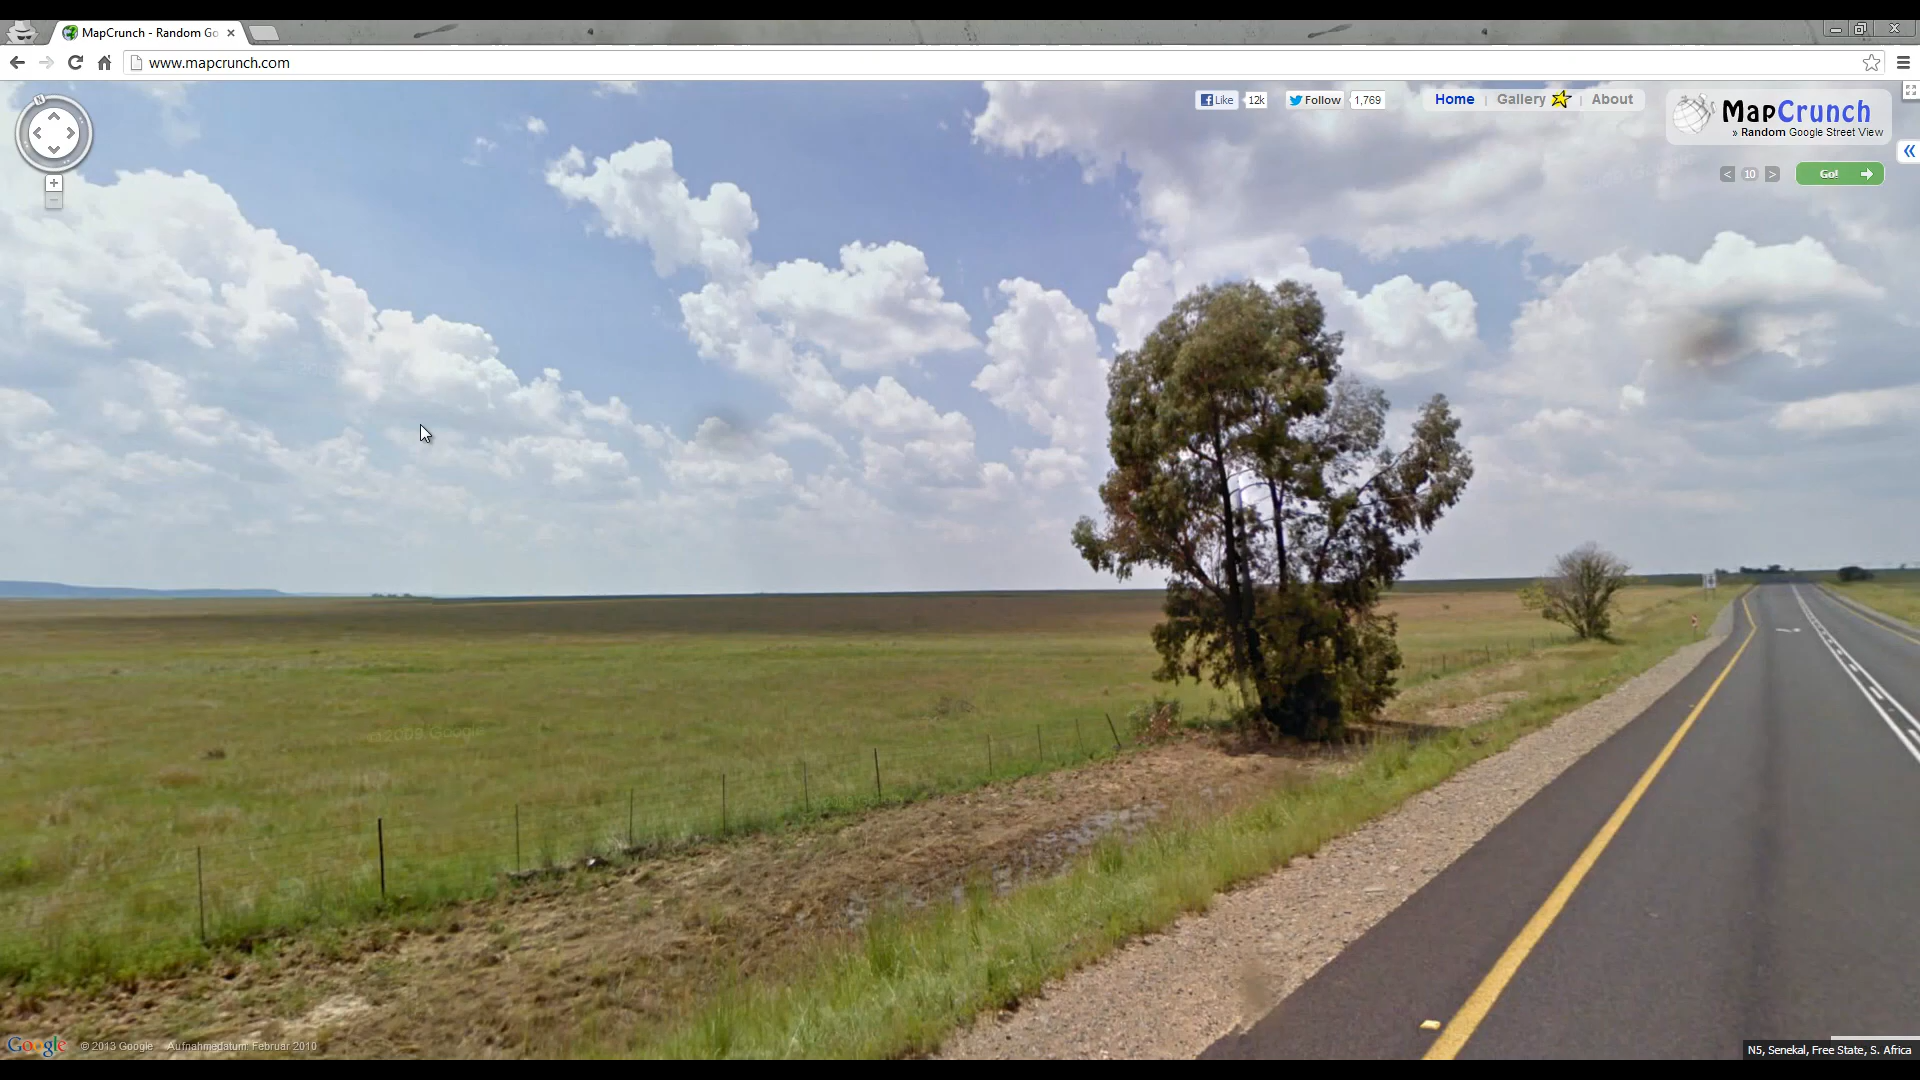 MapCrunch - Random Go
www.mapcrunch.com
N
Like 12k Follow 1,769 Home | Gallery | About
MapCrunch
» Random Google Street View
< 10 > Go!
©2009 Google
Google © 2013 Google Aufnahmedatum: Februar 2010
N5, Senekal, Free State, S. Africa